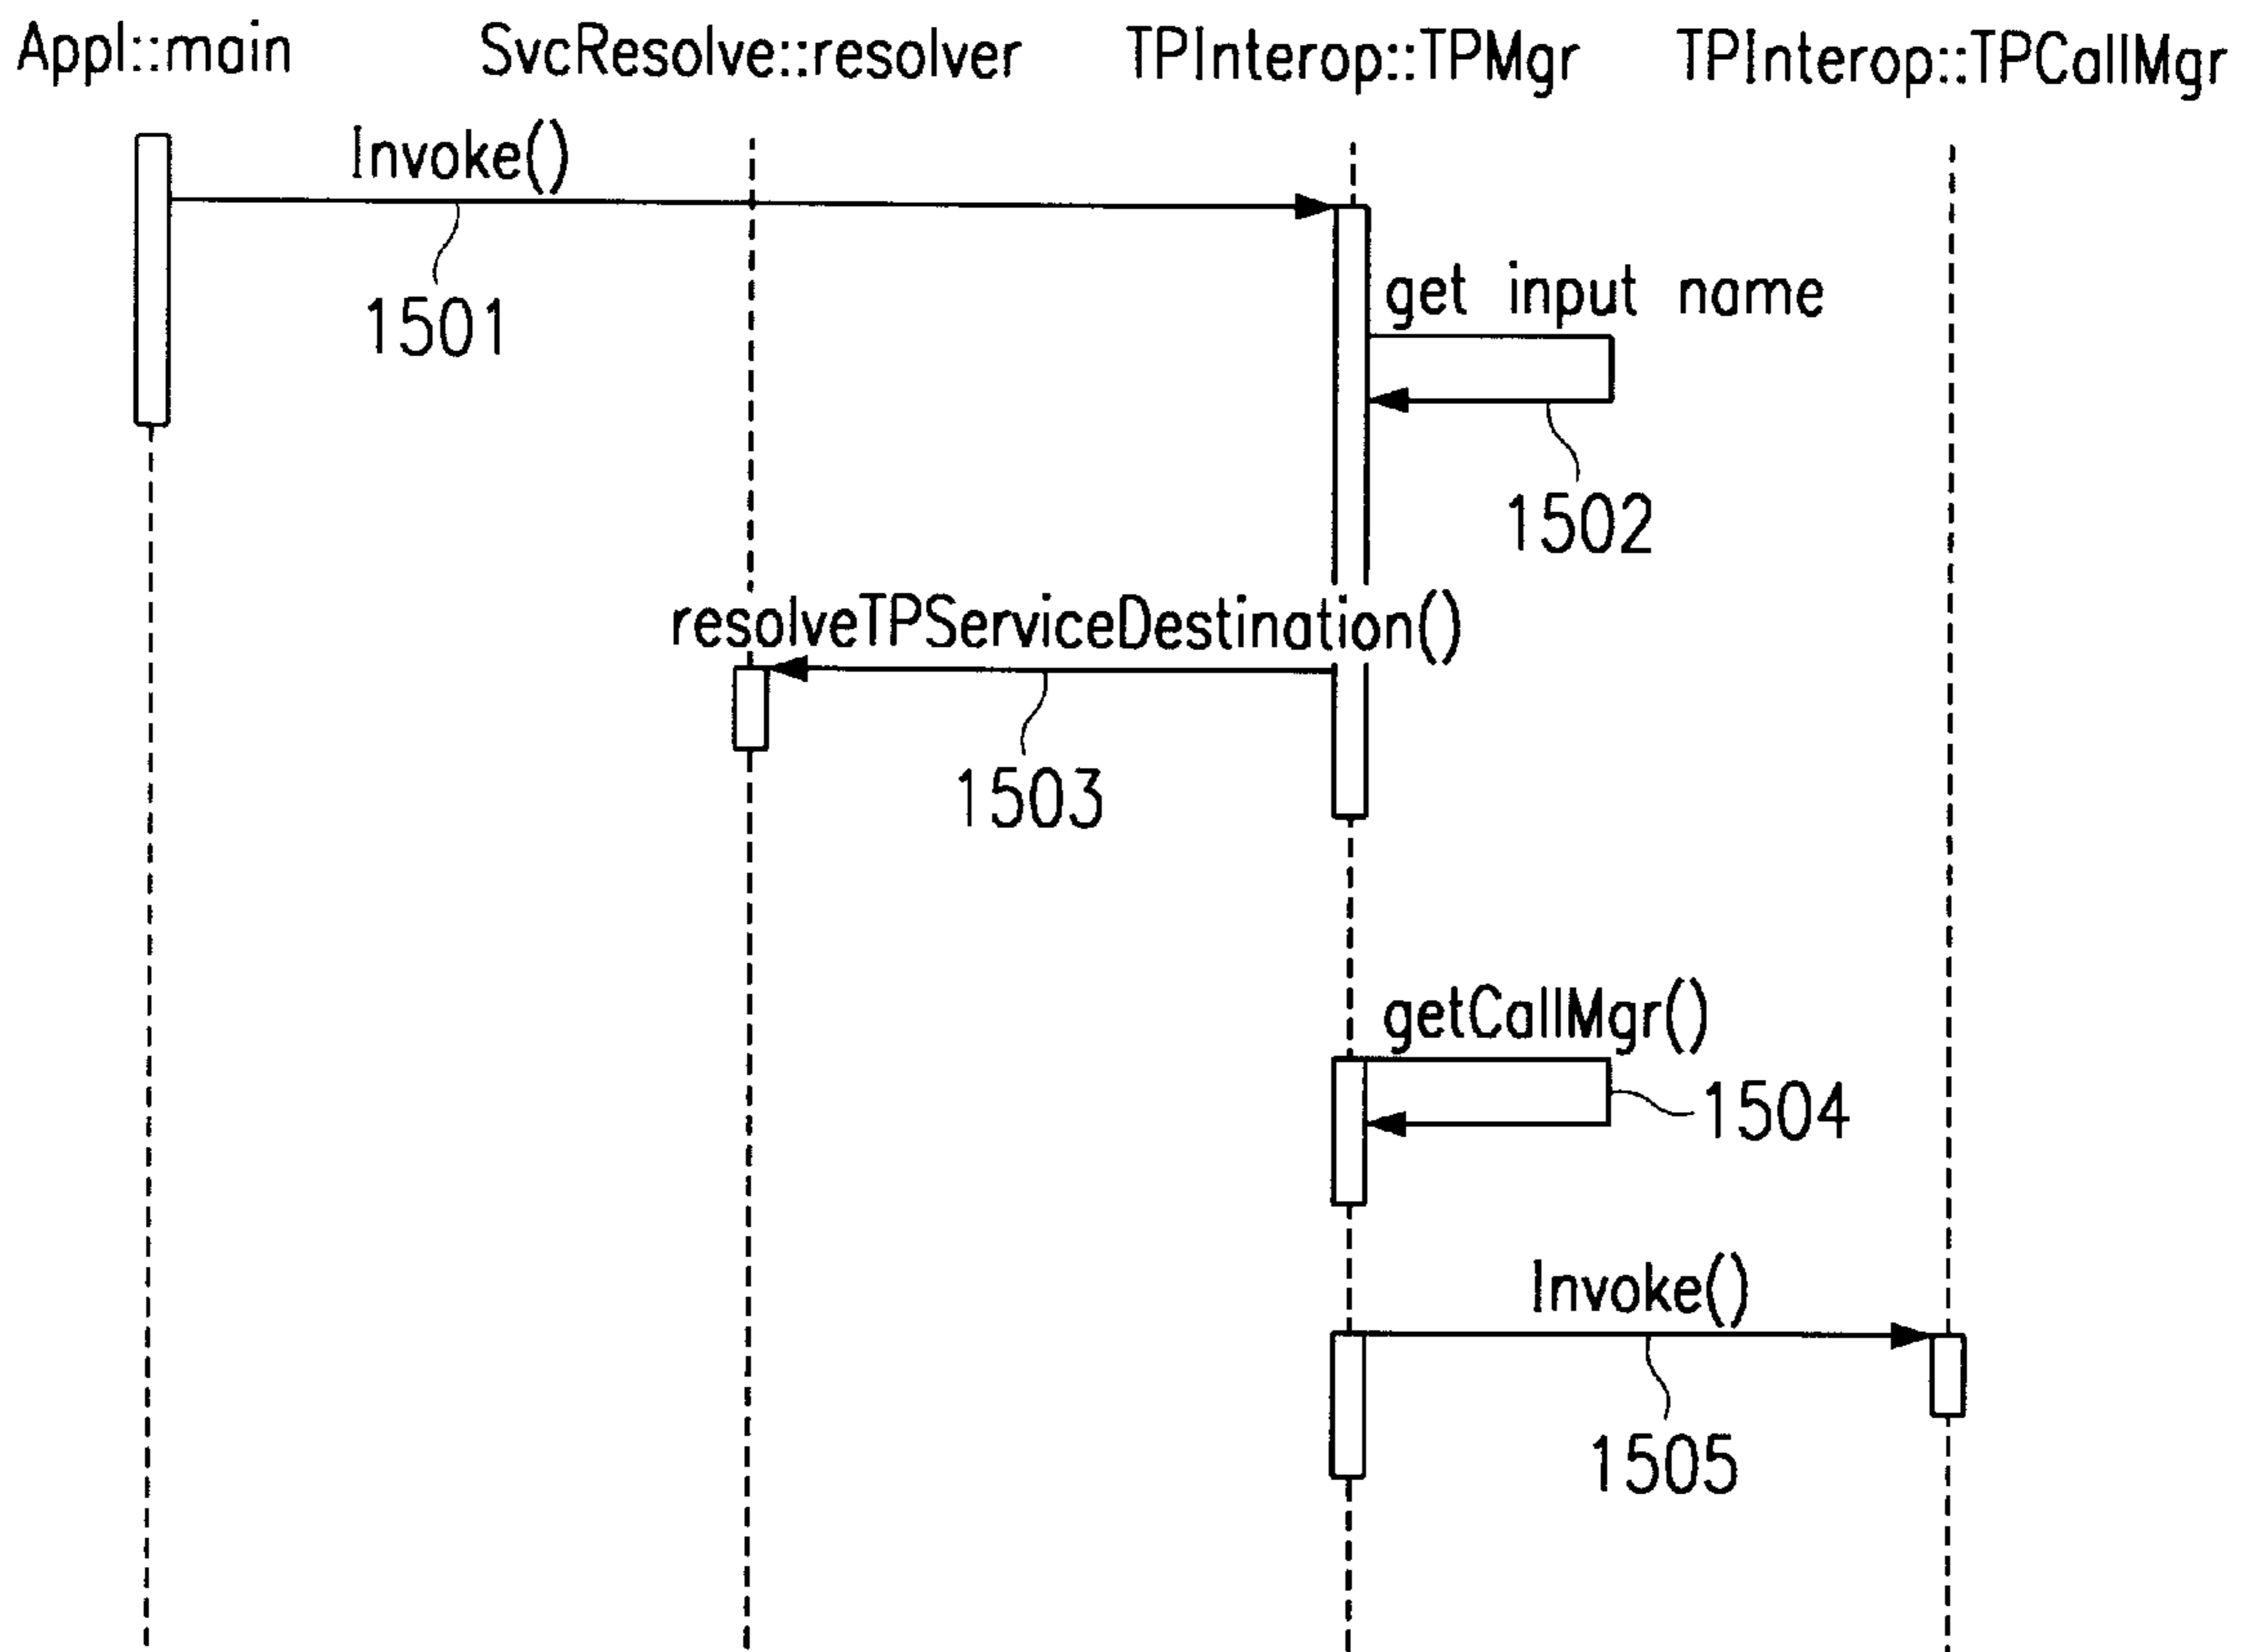 Appl::main SvcResolve::resolver TPInterop::TPMgr TPInterop::TPCallMgr
Invoke()
1501
get input name
1502
resolveTPServiceDestination()
1503
getCallMgr()
1504
Invoke()
1505